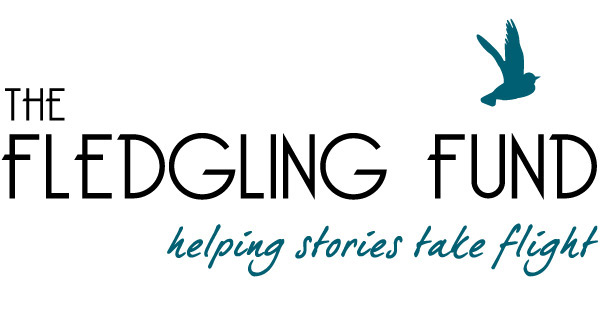 THE
FLEDGLING FUND
helping stories take flight